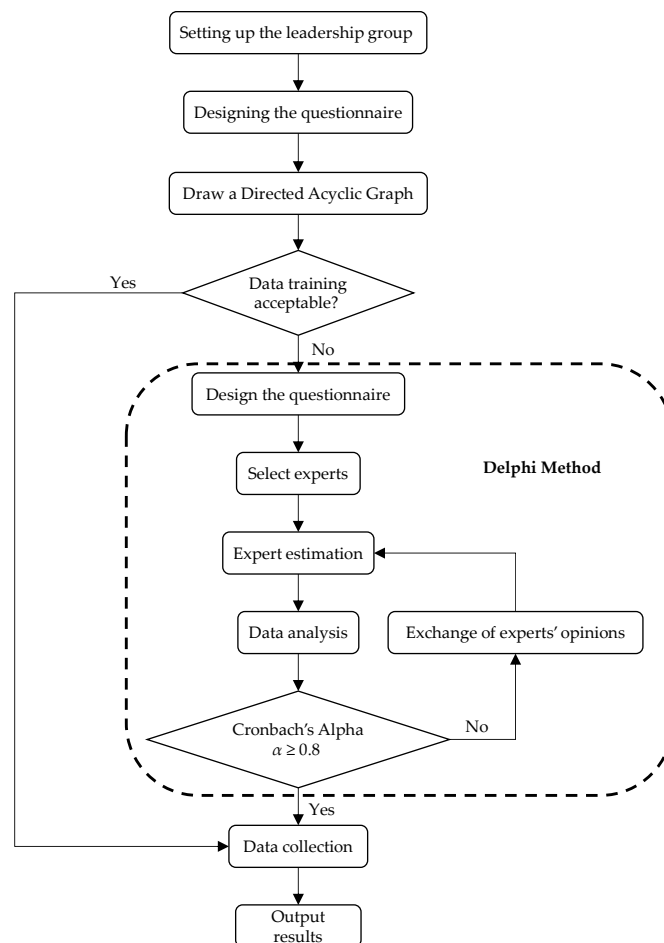 Setting up the leadership group
Designing the questionnaire
Draw a Directed Acyclic Graph
Yes
Data training
acceptable?
No
Design the questionnaire
Select experts
Delphi Method
Expert estimation
Data analysis
Exchange of experts’ opinions
Cronbach’s Alpha
α ≥ 0.8
No
Yes
Data collection
Output
results